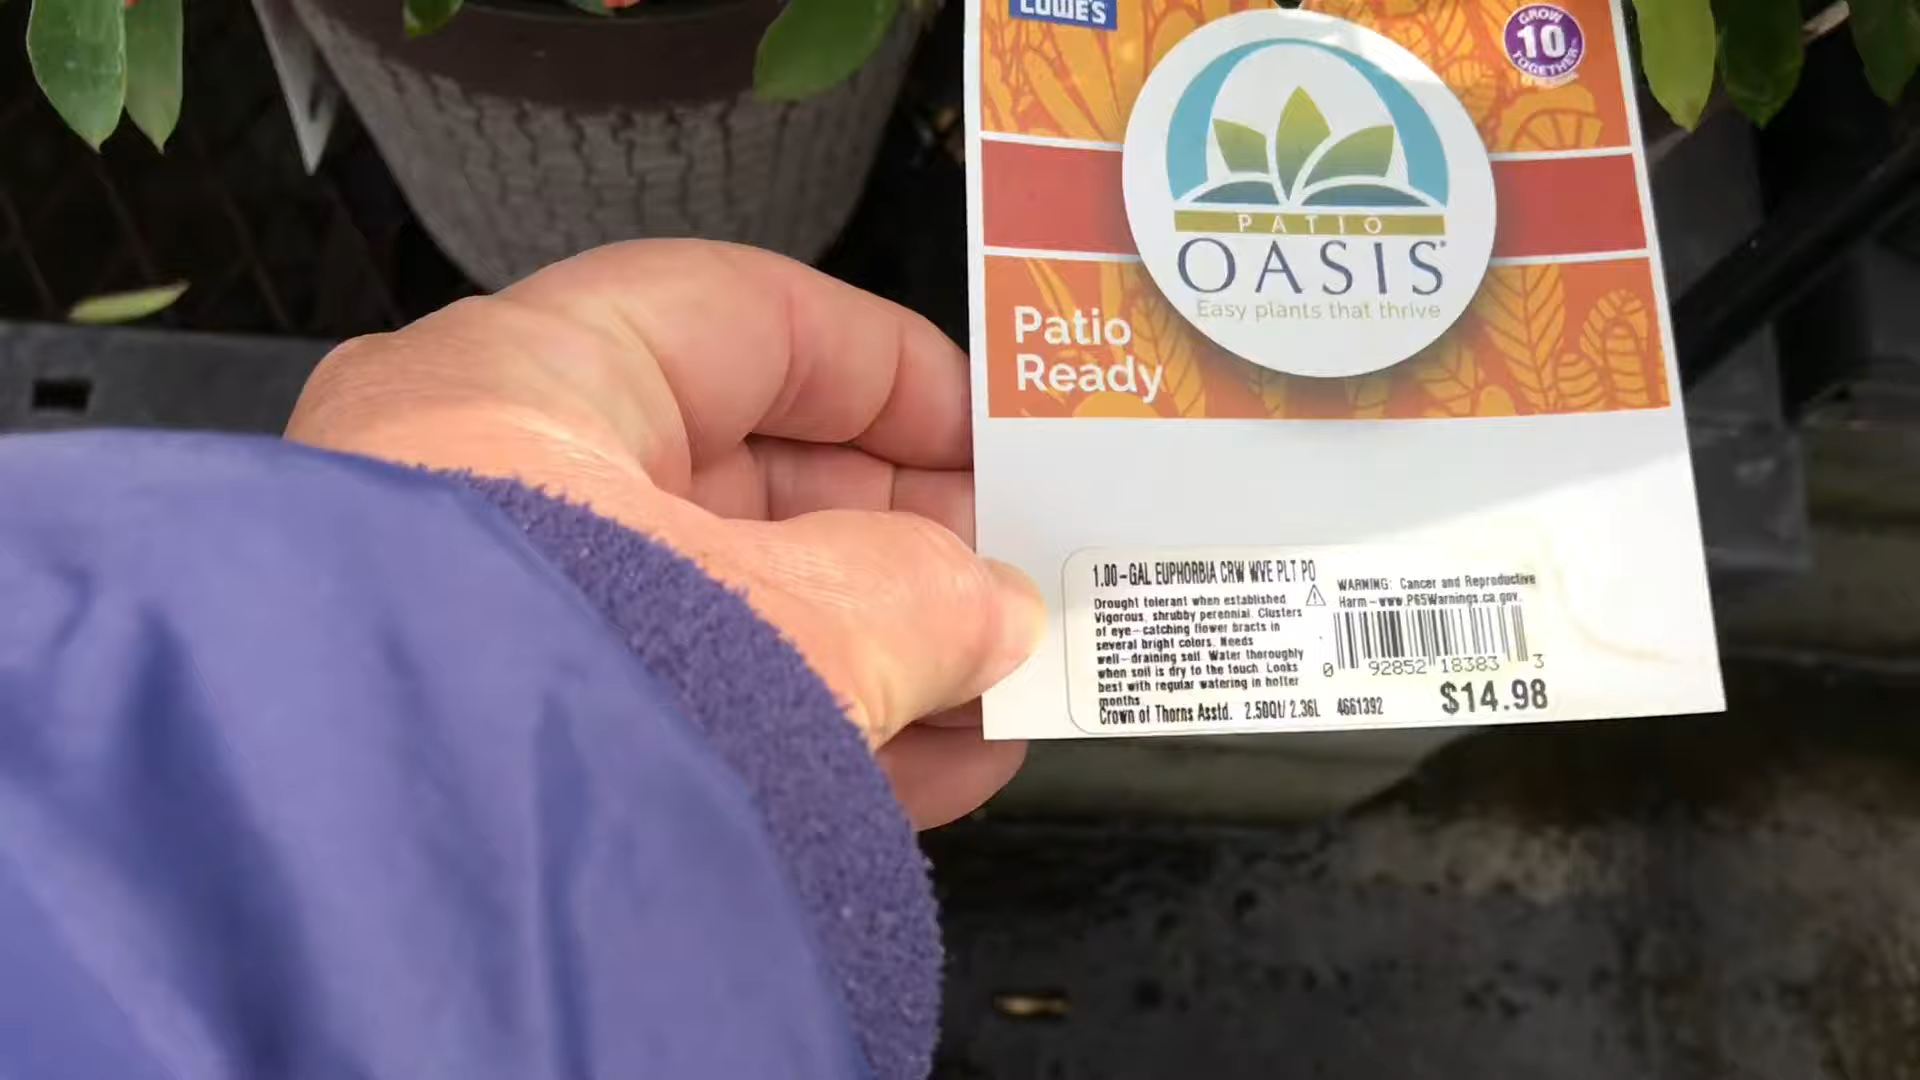 LOWE'S
GROW
10
TOGETHER
PATIO
OASIS
Easy plants that thrive
Patio
Ready
1.00-GAL EUPHORBIA CRW WVE PLT PO
Drought tolerant when established
Vigorous, shrubby perennial. Clusters
of eye-catching flower bracts in
several bright colors. Needs
well-draining soil. Water thoroughly
when soil is dry to the touch. Looks
best with regular watering in hotter
months
Crown of Thorns Asstd. 2.50Qt/ 2.36L 4661392
WARNING: Cancer and Reproductive
Harm-www.P65Warnings.ca.gov.
0 92852 18383 3
$14.98